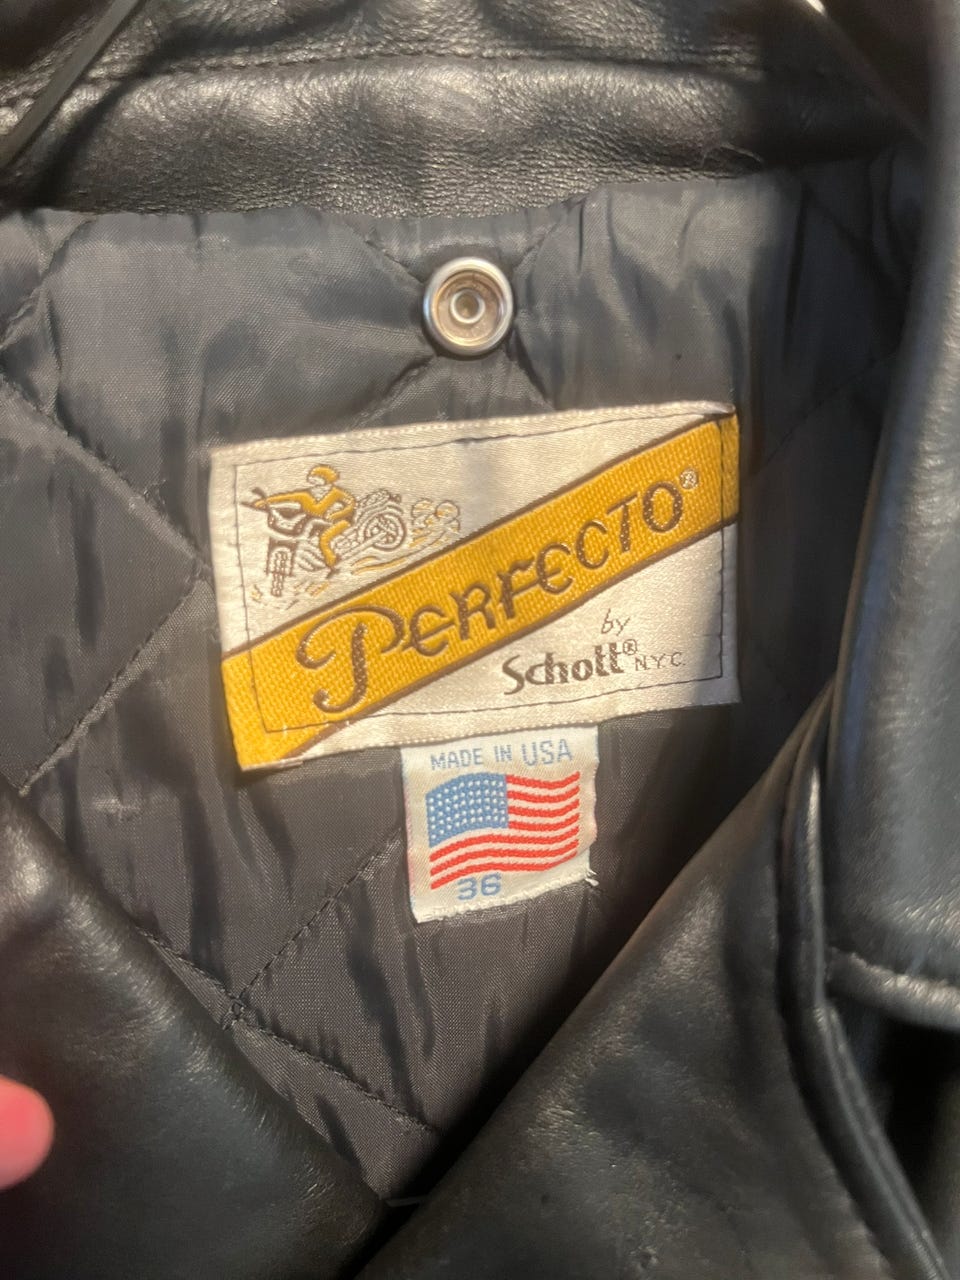 PERFECTO®
by
Schott® N.Y.C.
MADE IN USA
36